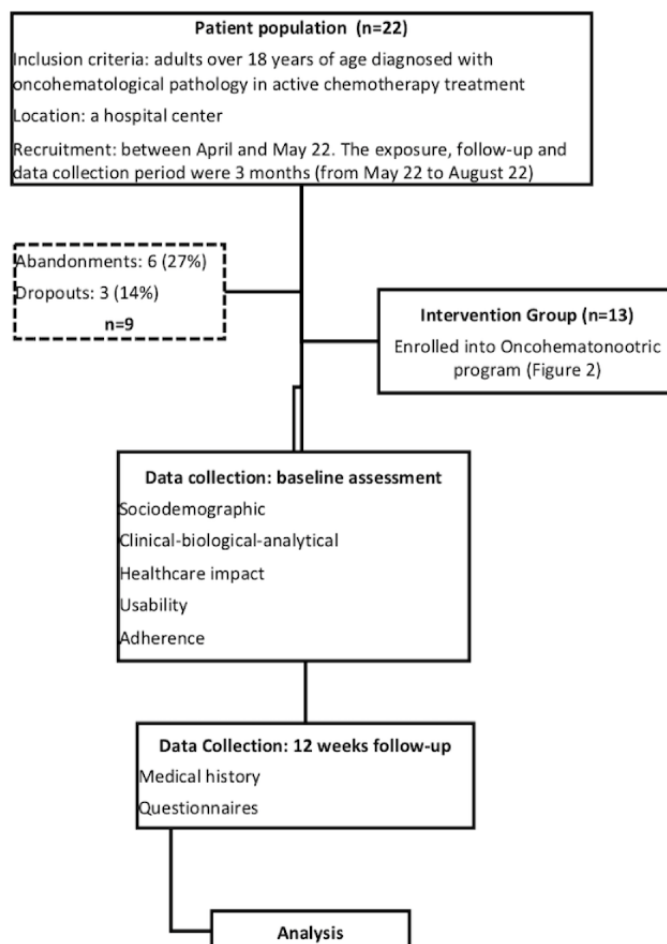 Patient population (n=22)
Inclusion criteria: adults over 18 years of age diagnosed with
oncohematological pathology in active chemotherapy treatment
Location: a hospital center
Recruitment: between April and May 22. The exposure, follow-up and
data collection period were 3 months (from May 22 to August 22)
Abandonments: 6 (27%)
Dropouts: 3 (14%)
n=9
Intervention Group (n=13)
Enrolled into Oncohematonootric
program (Figure 2)
Data collection: baseline assessment
Sociodemographic
Clinical-biological-analytical
Healthcare impact
Usability
Adherence
Data Collection: 12 weeks follow-up
Medical history
Questionnaires
Analysis